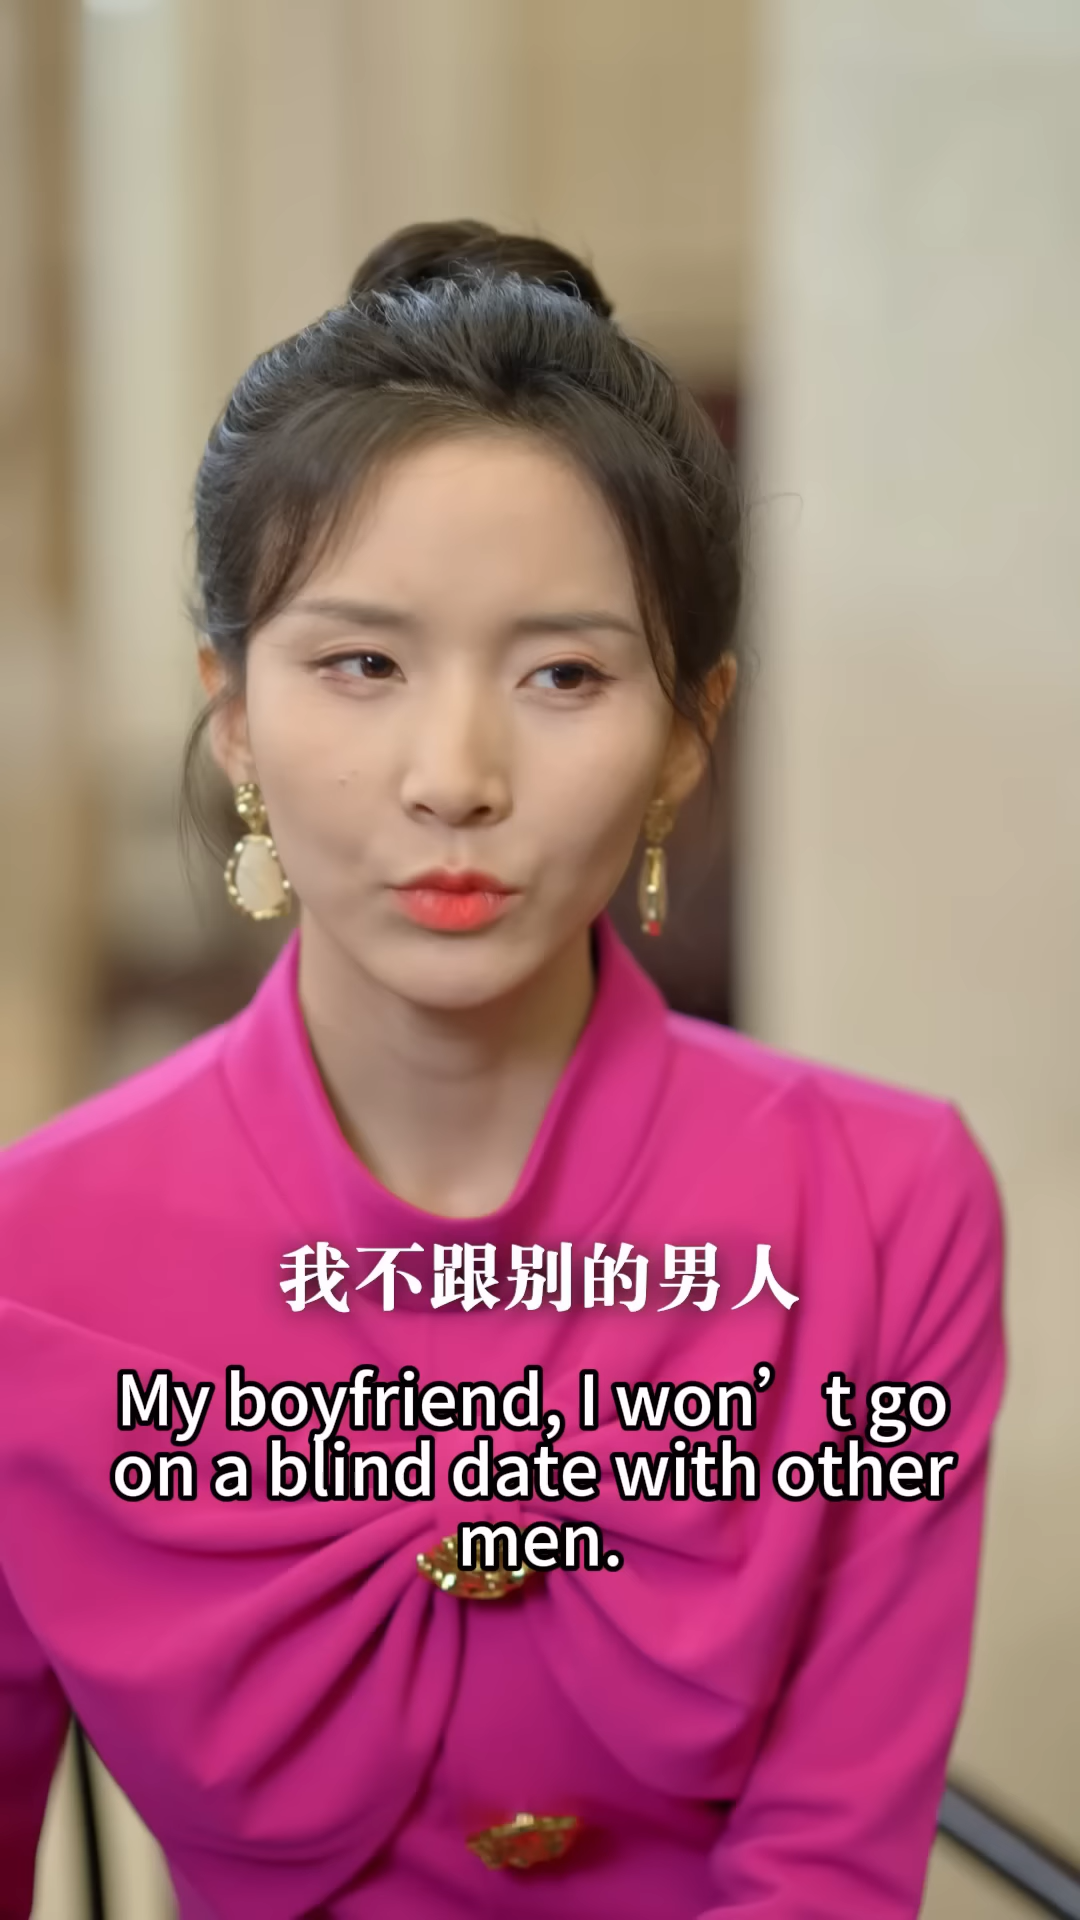 我不跟别的男人
My boyfriend, I won’t go
on a blind date with other
men.